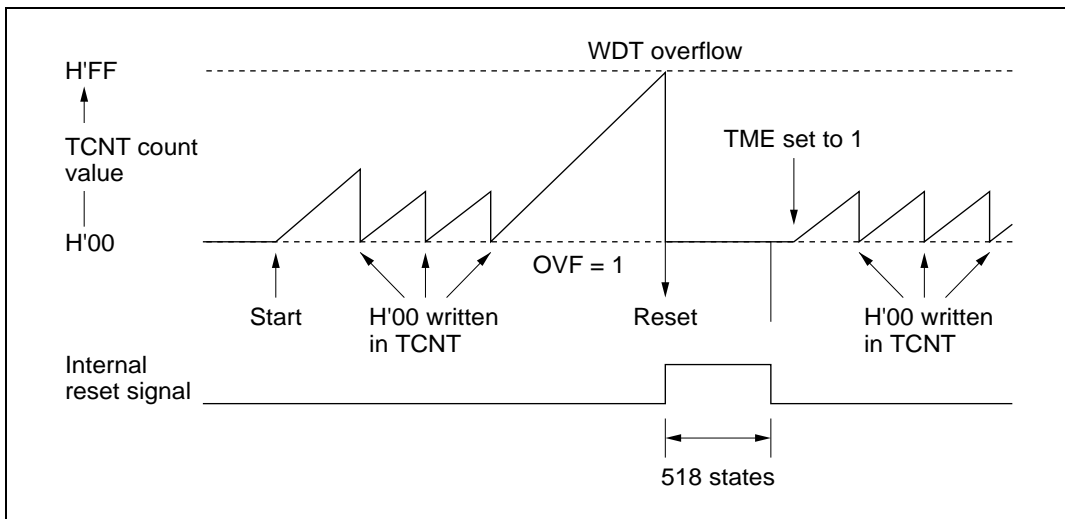 WDT overflow
H'FF
TCNT count
value
TME set to 1
H'00
OVF = 1
Start
H'00 written
in TCNT
Reset
H'00 written
in TCNT
Internal
reset signal
518 states